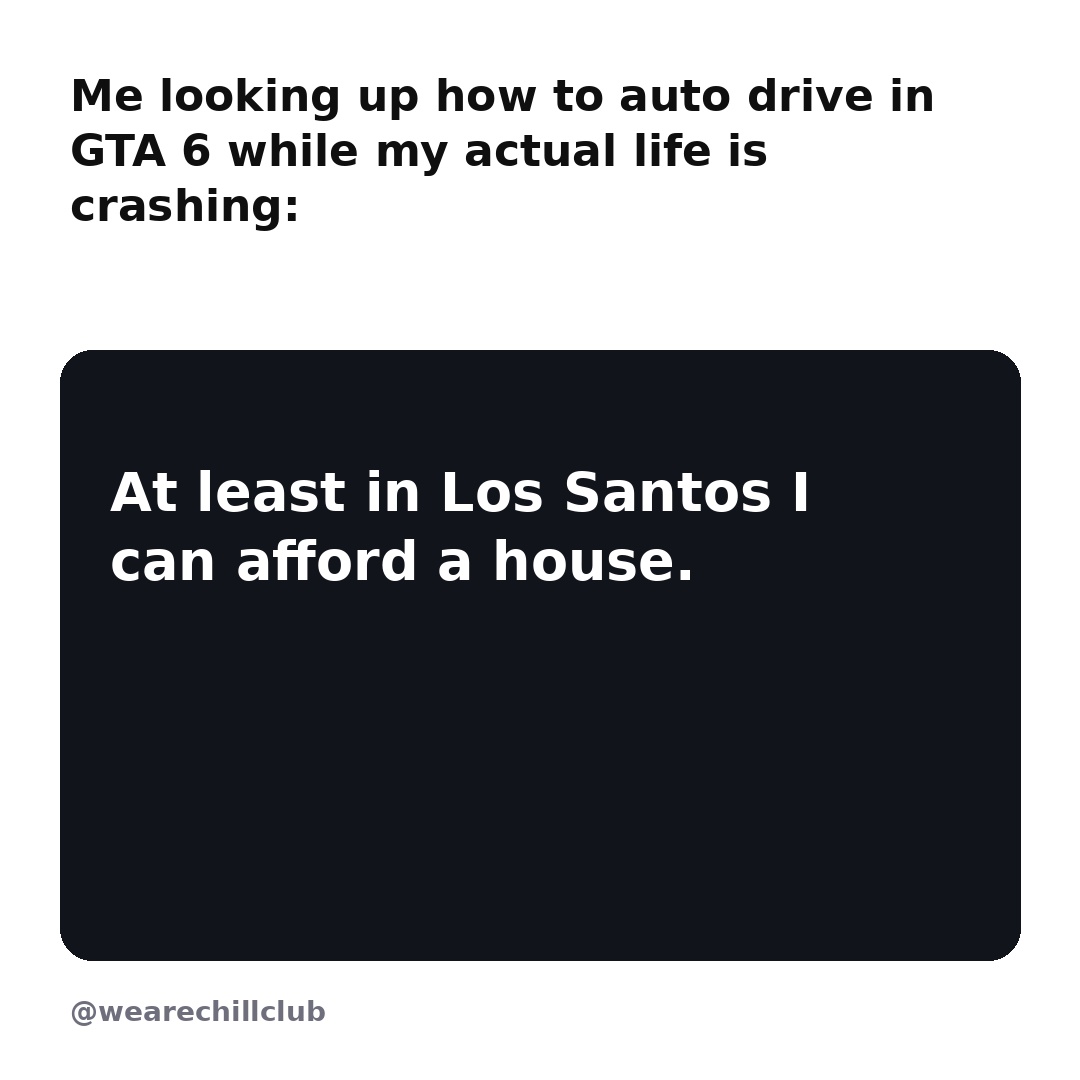 Me looking up how to auto drive in
GTA 6 while my actual life is
crashing:
At least in Los Santos I
can afford a house.
@wearechillclub